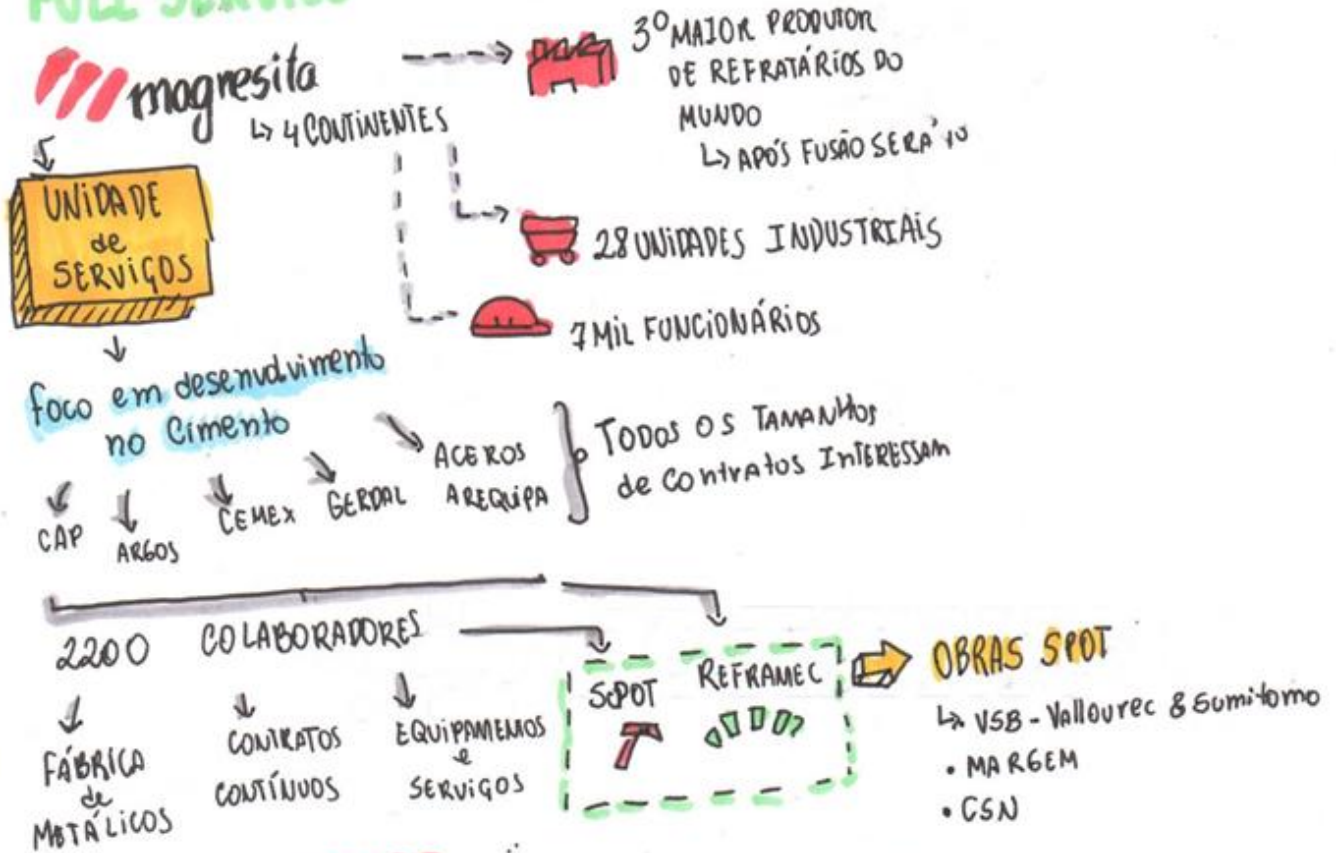 FULL SERVICE
magnesita
↳ 4 CONTINENTES
3º MAIOR PRODUTOR
DE REFRATÁRIOS DO
MUNDO
↳ APÓS FUSÃO SERÁ
28 UNIDADES INDUSTRIAIS
7 MIL FUNCIONÁRIOS
UNIDADE
de
SERVIÇOS
foco em desenvolvimento
no Cimento
CAP
ARGOS
CEMEX
GERDAL
ACEROS
AREQUIPA
TODOS OS TAMANHOS
de contratos INTERESSAM
2200 COLABORADORES
FÁBRICA
de
METÁLICOS
CONTRATOS
CONTÍNUOS
EQUIPAMENTOS
e
SERVIÇOS
SPOT
REFRAMEC
OBRAS SPOT
↳ VSB - Vallourec & Sumitomo
• MARGEM
• CSN